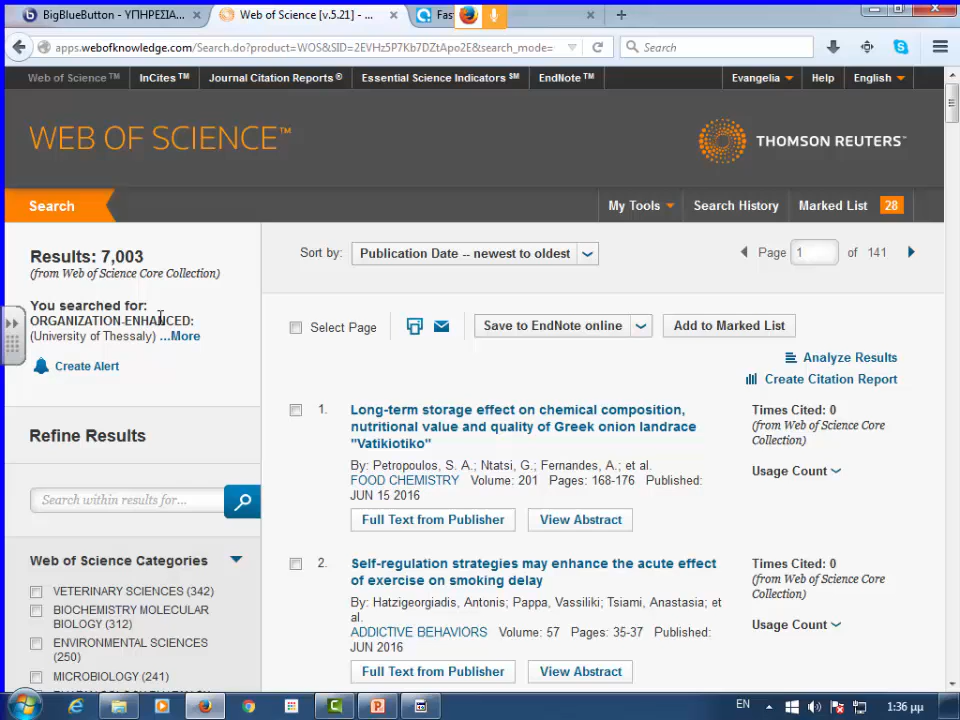 BigBlueButton - ΥΠΗΡΕΣΙΑ...
Web of Science [v.5.21] - ...
Fas
apps.webofknowledge.com/Search.do?product=WOS&SID=2EVHz5P7Kb7DZtApo2E&search_mode=
Search
Web of Science™ InCites™ Journal Citation Reports® Essential Science Indicators℠ EndNote™ Evangelia Help English
WEB OF SCIENCE™
THOMSON REUTERS™
Search
My Tools Search History Marked List 28
Results: 7,003
(from Web of Science Core Collection)
You searched for:
ORGANIZATION-ENHANCED:
(University of Thessaly) ...More
Create Alert
Refine Results
Search within results for...
Web of Science Categories
VETERINARY SCIENCES (342)
BIOCHEMISTRY MOLECULAR
BIOLOGY (312)
ENVIRONMENTAL SCIENCES
(250)
MICROBIOLOGY (241)
Sort by: Publication Date -- newest to oldest
Page 1 of 141
Select Page
Save to EndNote online
Add to Marked List
Analyze Results
Create Citation Report
1. Long-term storage effect on chemical composition,
nutritional value and quality of Greek onion landrace
"Vatikiotiko"
By: Petropoulos, S. A.; Ntatsi, G.; Fernandes, A.; et al.
FOOD CHEMISTRY Volume: 201 Pages: 168-176 Published:
JUN 15 2016
Full Text from Publisher View Abstract
Times Cited: 0
(from Web of Science Core
Collection)
Usage Count
2. Self-regulation strategies may enhance the acute effect
of exercise on smoking delay
By: Hatzigeorgiadis, Antonis; Pappa, Vassiliki; Tsiami, Anastasia; et
al.
ADDICTIVE BEHAVIORS Volume: 57 Pages: 35-37 Published:
JUN 2016
Full Text from Publisher View Abstract
Times Cited: 0
(from Web of Science Core
Collection)
Usage Count
EN
1:36 μμ